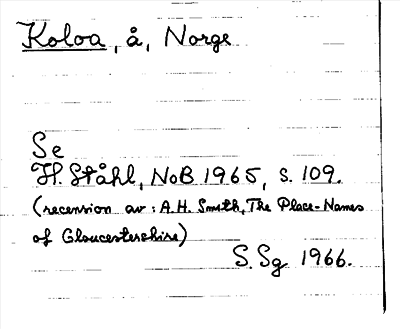 Koloa, å, Norge
Se
H. Ståhl, NoB 1965, s. 109.
(recension av: A.H. Smith, The Place-Names
of Gloucestershire)
S. Sg 1966.